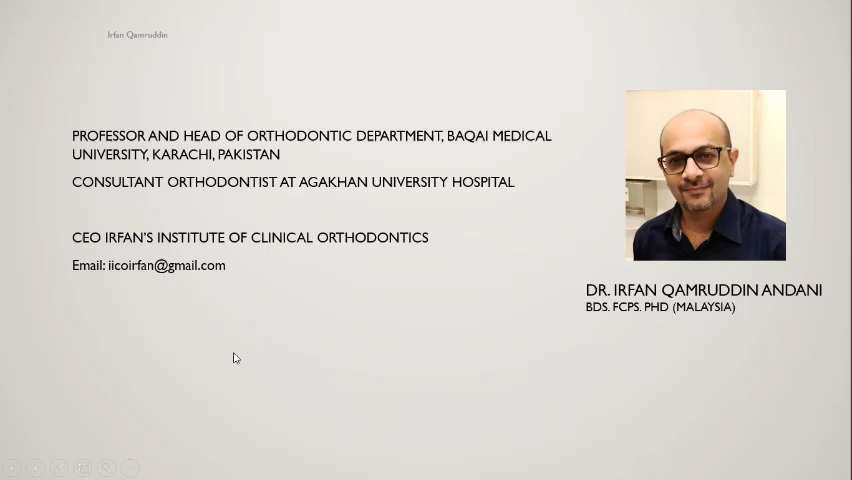 Irfan Qamruddin
PROFESSOR AND HEAD OF ORTHODONTIC DEPARTMENT, BAQAI MEDICAL
UNIVERSITY, KARACHI, PAKISTAN
CONSULTANT ORTHODONTIST AT AGAKHAN UNIVERSITY HOSPITAL
CEO IRFAN'S INSTITUTE OF CLINICAL ORTHODONTICS
Email: iicoirfan@gmail.com
DR. IRFAN QAMRUDDIN ANDANI
BDS. FCPS. PHD (MALAYSIA)